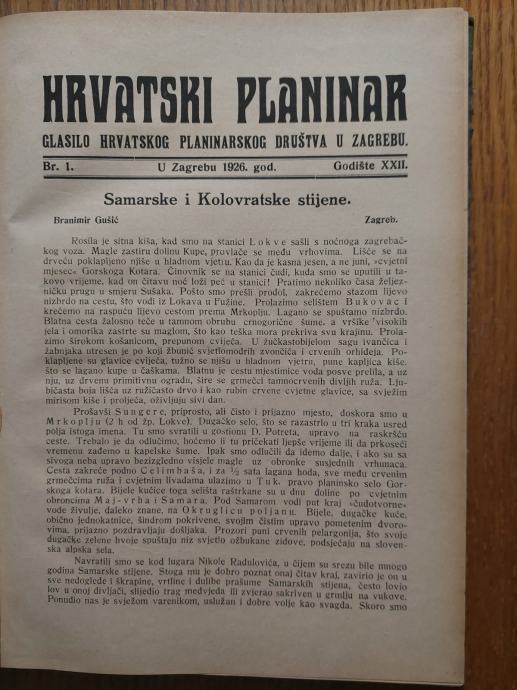 HRVATSKI PLANINAR
GLASILO HRVATSKOG PLANINARSKOG DRUŠTVA U ZAGREBU.
Br. 1. U Zagrebu 1926. god. Godište XXII.
Samarske i Kolovratske stijene.
Branimir Gušić Zagreb.
Rosila je sitna kiša, kad smo na stanici Lokve sašli s noćnoga zagrebač-
kog voza. Magle zastiru dolinu Kupe, provlače se među vrhovima. Lišće se na
drveću poklapljeno njiše u hladnom vjetru. Kao da je kasna jesen, a ne juni, »cvjetni
mjesec« Gorskoga Kotara. Činovnik se na stanici čudi, kuda smo se uputili u ta-
kovo vrijeme, kad on čitavu noć loži peć u stanici! Pratimo nekoliko časa željez-
ničku prugu u smjeru Sušaka. Pošto smo prešli prodol, zakrećemo stazom lijevo
nizbrdo na cestu, što vodi iz Lokava u Fužine. Prolazimo selištem Bukovac i
krećemo na raspuću lijevo cestom prema Mrkoplju. Lagano se spuštamo nizbrdo.
Blatna cesta žalosno teče u tamnom obrubu crnogorične šume, a vršike visokih
jela i omorika zastrte su maglom, što kao teška mora prekriva svu krajinu. Prola-
zimo širokom košanicom, prepunom cvijeća. U žućkastobijelom sagu ivančica i
žabnjaka utresen je po koji žbunić svjetlomodrih zvončića i crvenih orhideja. Po-
klapljene su glavice cvijeća, tužno se njišu u hladnom vjetru, pune kapljica kiše,
što se lagano kupe u čaškama. Blatnu je cestu mjestimice voda posve prelila, a uz
nju, uz drvenu primitivnu ogradu, šire se grmečci tamnocrvenih divljih ruža. Lju-
bičasta boja lišća uz ružičasto drvo i kao rubin crvene cvjetne glavice, sa svježim
mirisom kiše i proljeća, oživljuju sivi dan.
Prošavši Sungere, priprosto, ali čisto i prijazno mjesto, doskora smo u
Mrkoplju (2 h od žp. Lokve). Dugačko selo, što se razastrlo u tri kraka usred
polja istoga imena. Tu smo svratili u gostionu D. Potreta, upravo na raskršću
ceste. Trebalo je da odlučimo, hoćemo li tu pričekati ljepše vrijeme ili da prkoseći
vremenu zađemo u kapelske šume. Ipak smo odlučili da idemo dalje, i ako su sa
sivoga neba upravo bezizgledno visjele magle uz obronke susjednih vrhunaca.
Cesta zakreće podno Čelimbaša, i za ½ sata lagana hoda, sve među crvenim
grmečcima ruža i cvjetnim livadama ulazimo u Tuk. pravo planinsko selo Gor-
skoga kotara. Bijele kućice toga selišta raštrkane su u dnu doline po cvjetnim
obroncima Maj-vrha i Samara. Pod Samarom vodi put kraj »čudotvorne«
vode živulje, daleko znane, na Okruglicu poljanu. Bijele, dugačke kuće,
obično jednokatnice, šindrom pokrivene, svojim čistim upravo pometenim dvoro-
vima, prijazno pozdravljaju došljaka. Prozori puni crvenih pelargonija, što svoje
dugačke zelene hvoje spuštaju niz svjetlo ožbukane zidove, podsjećaju na sloven-
ska alpska sela.
Navratili smo se kod lugara Nikole Radulovića, u čijem su srezu bile mnogo
godina Samarske stijene. Stoga mu je dobro poznat onaj čitav kraj, zavirio je on u
sve nedoglede i škrapine, vrtline i dulibe prašume Samarskih stijena, često lovio
lov u onoj divljači, slijedio trag medvjeda ili zvjerao sakriven u grmlju na vukove.
Ponudio nas je svježom varenikom, uslužan i dobre volje kao svagda. Skoro smo